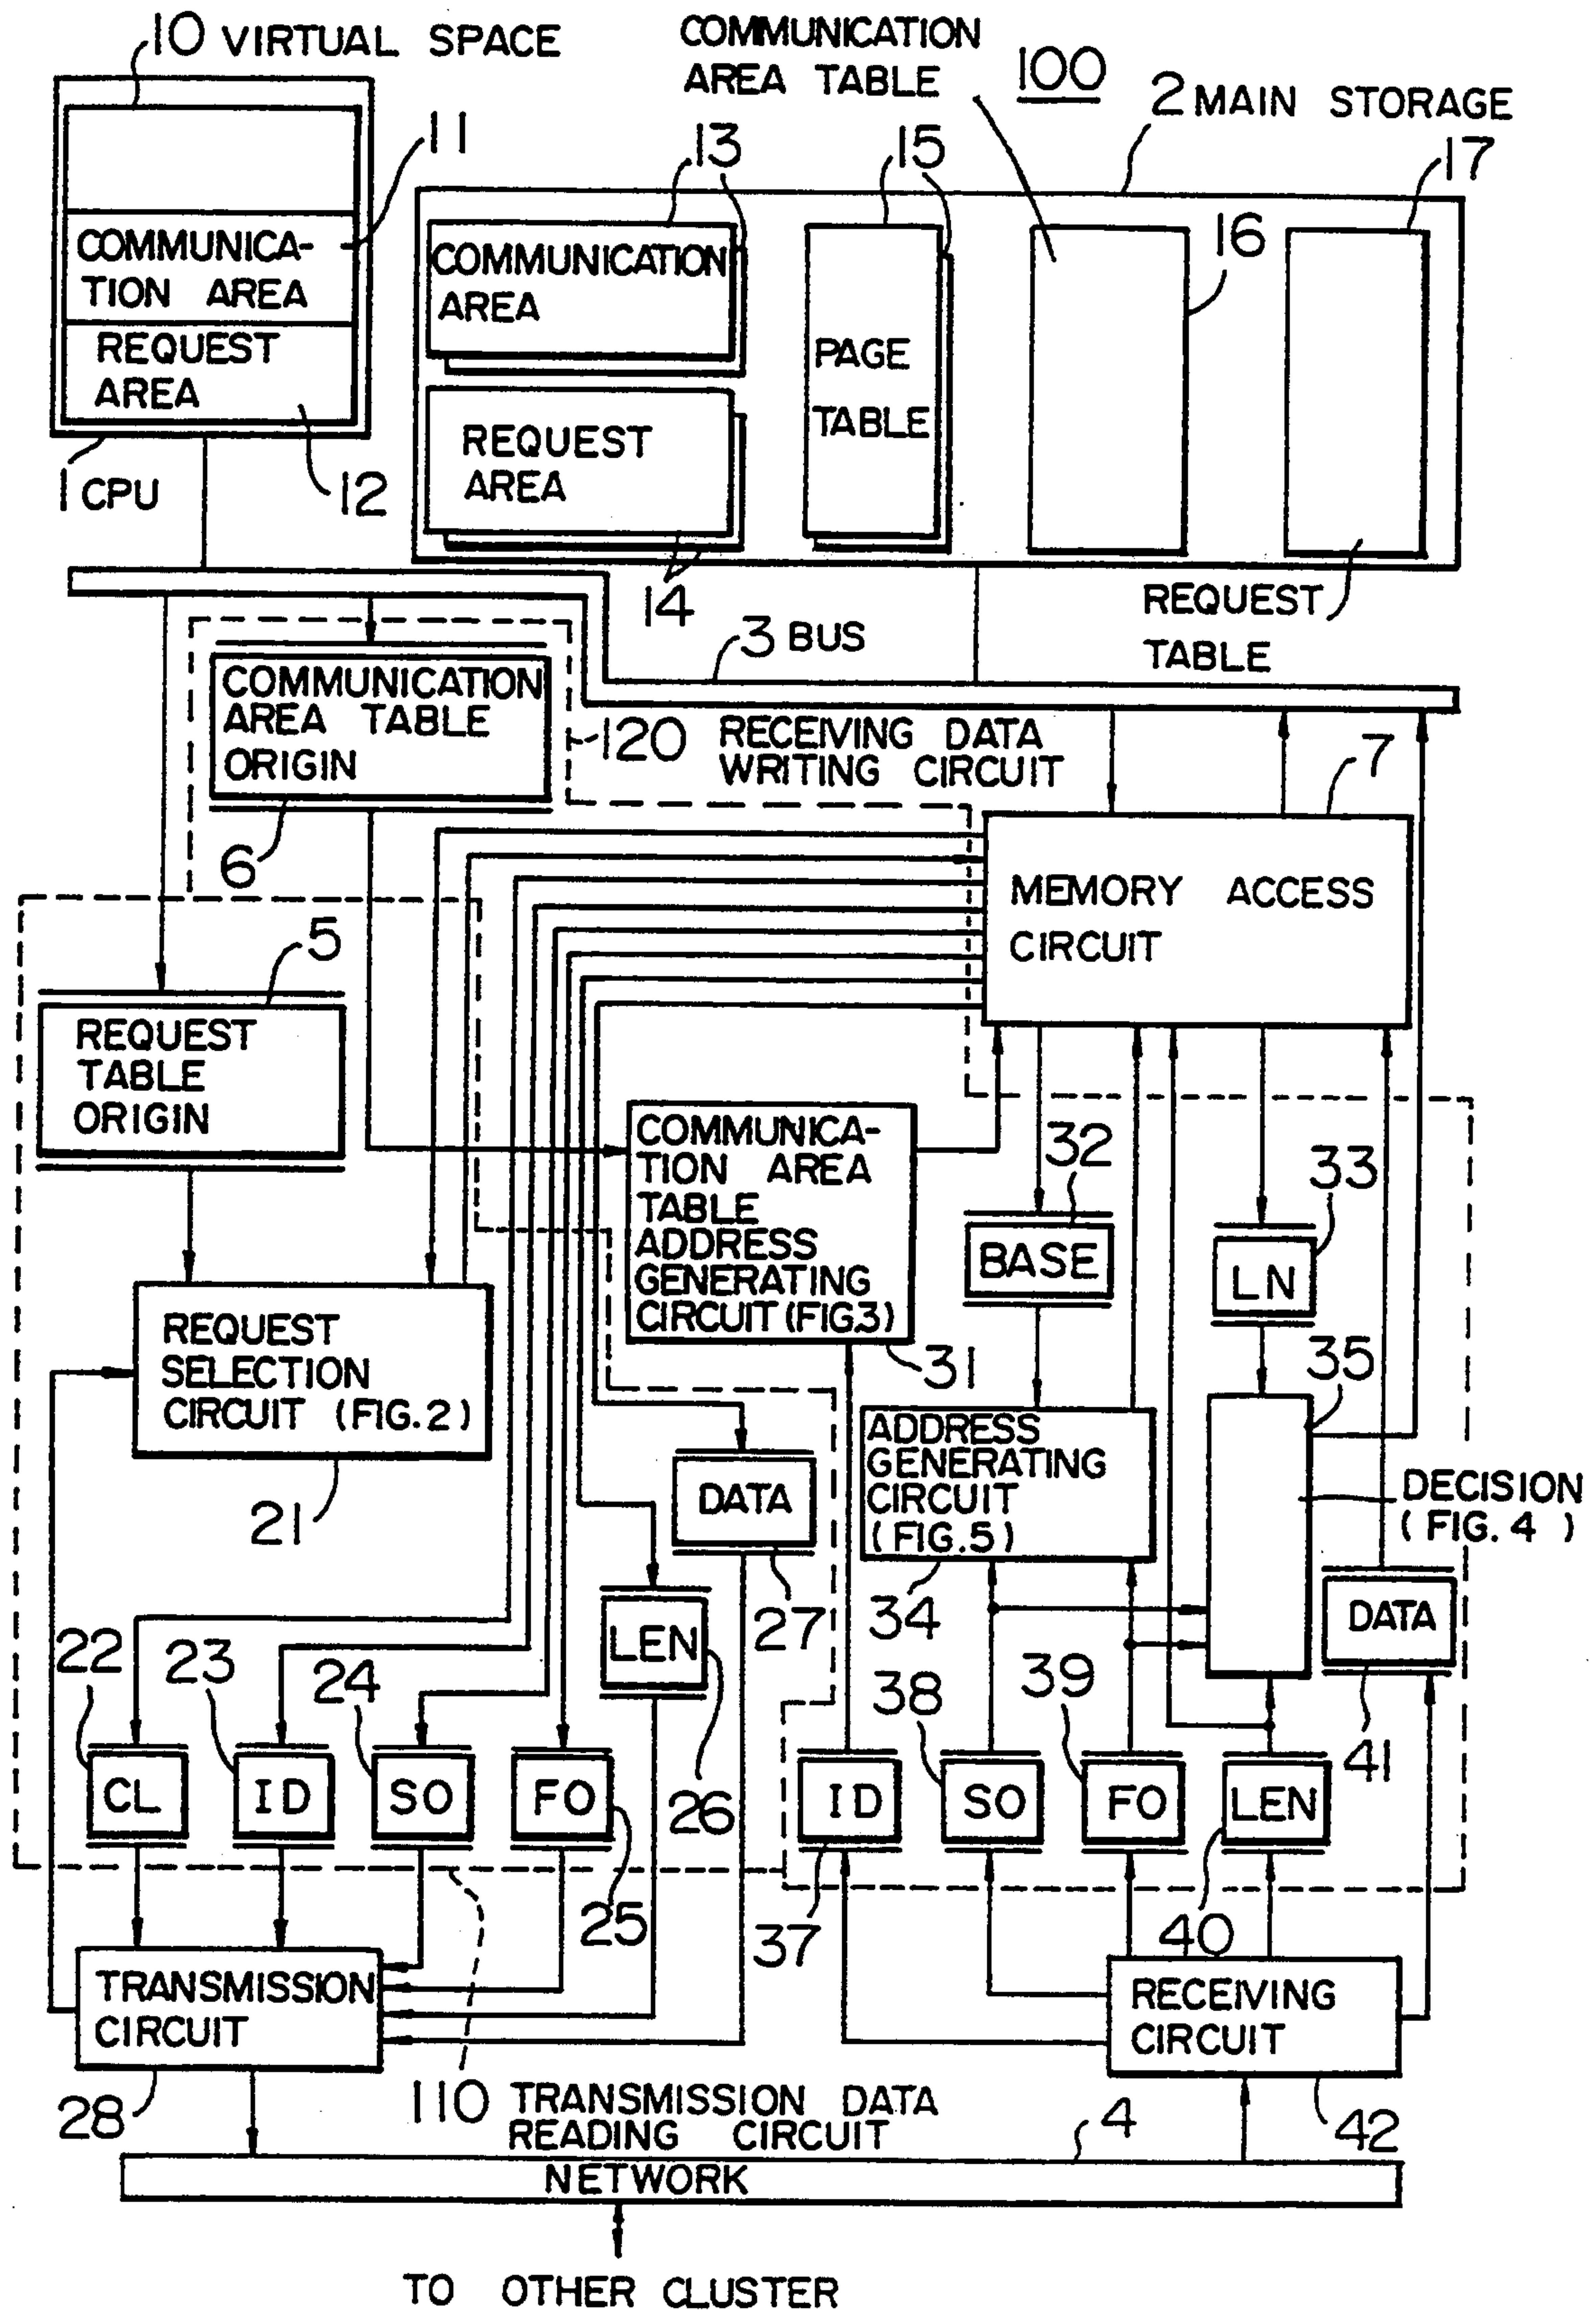 10 VIRTUAL SPACE
COMMUNICATION
AREA TABLE
100
2 MAIN STORAGE
11
13
15
17
COMMUNICA-
TION AREA
REQUEST
AREA
1 CPU
12
COMMUNICATION
AREA
REQUEST
AREA
14
PAGE
TABLE
16
REQUEST
TABLE
3 BUS
COMMUNICATION
AREA TABLE
ORIGIN
6
120 RECEIVING DATA
WRITING CIRCUIT
7
MEMORY ACCESS
CIRCUIT
5
REQUEST
TABLE
ORIGIN
COMMUNICA-
TION AREA
TABLE
ADDRESS
GENERATING
CIRCUIT (FIG.3)
31
32
BASE
33
LN
35
REQUEST
SELECTION
CIRCUIT (FIG.2)
21
DATA
27
ADDRESS
GENERATING
CIRCUIT
(FIG.5)
34
DECISION
(FIG. 4)
DATA
41
LEN
26
22
CL
23
ID
24
SO
FO
25
ID
37
38
SO
39
FO
LEN
40
TRANSMISSION
CIRCUIT
28
110 TRANSMISSION DATA
READING CIRCUIT
RECEIVING
CIRCUIT
42
4
NETWORK
TO OTHER CLUSTER